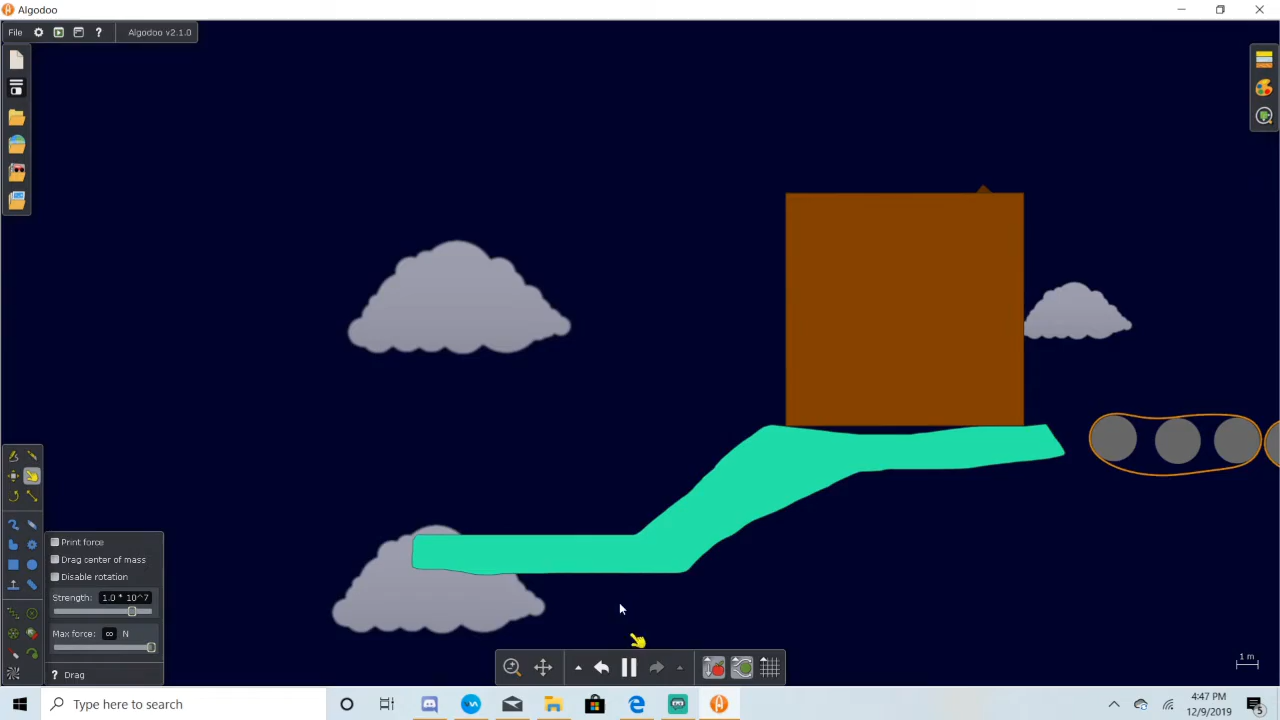 Algodoo
File
?
Algodoo v2.1.0
Print force
Drag center of mass
Disable rotation
Strength: 1.0 * 10^7
Max force: ∞ N
? Drag
1 m
Type here to search
4:47 PM
12/9/2019
5